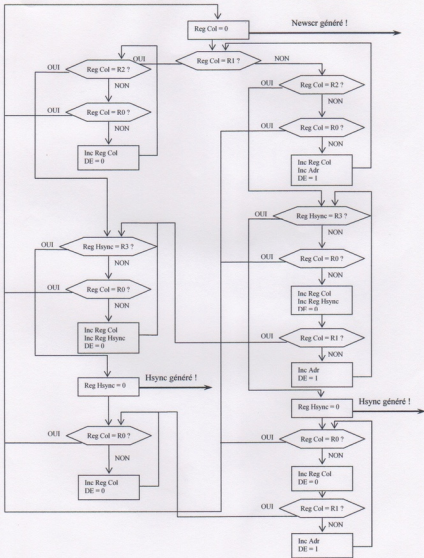 Reg Col = 0
Newscr généré !
Reg Col = R1 ?
OUI
NON
OUI
Reg Col = R2 ?
NON
OUI
Reg Col = R0 ?
NON
Inc Reg Col
DE = 0
OUI
Reg Col = R2 ?
NON
OUI
Reg Col = R0 ?
NON
Inc Reg Col
Inc Adr
DE = 1
OUI
Reg Hsync = R3 ?
NON
OUI
Reg Col = R0 ?
NON
Inc Reg Col
Inc Reg Hsync
DE = 0
Reg Hsync = 0
Hsync généré !
OUI
Reg Col = R0 ?
NON
Inc Reg Col
DE = 0
OUI
Reg Hsync = R3 ?
NON
OUI
Reg Col = R0 ?
NON
Inc Reg Col
Inc Reg Hsync
DE = 0
OUI
Reg Col = R1 ?
NON
Inc Adr
DE = 1
Reg Hsync = 0
Hsync généré !
OUI
Reg Col = R0 ?
NON
Inc Reg Col
DE = 0
OUI
Reg Col = R1 ?
NON
Inc Adr
DE = 1